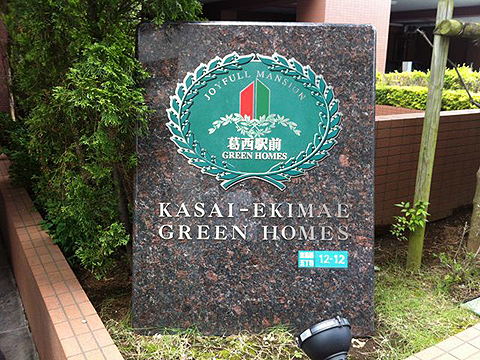 JOYFULL MANSION
葛西駅前
GREEN HOMES
KASAI-EKIMAE
GREEN HOMES
12-12